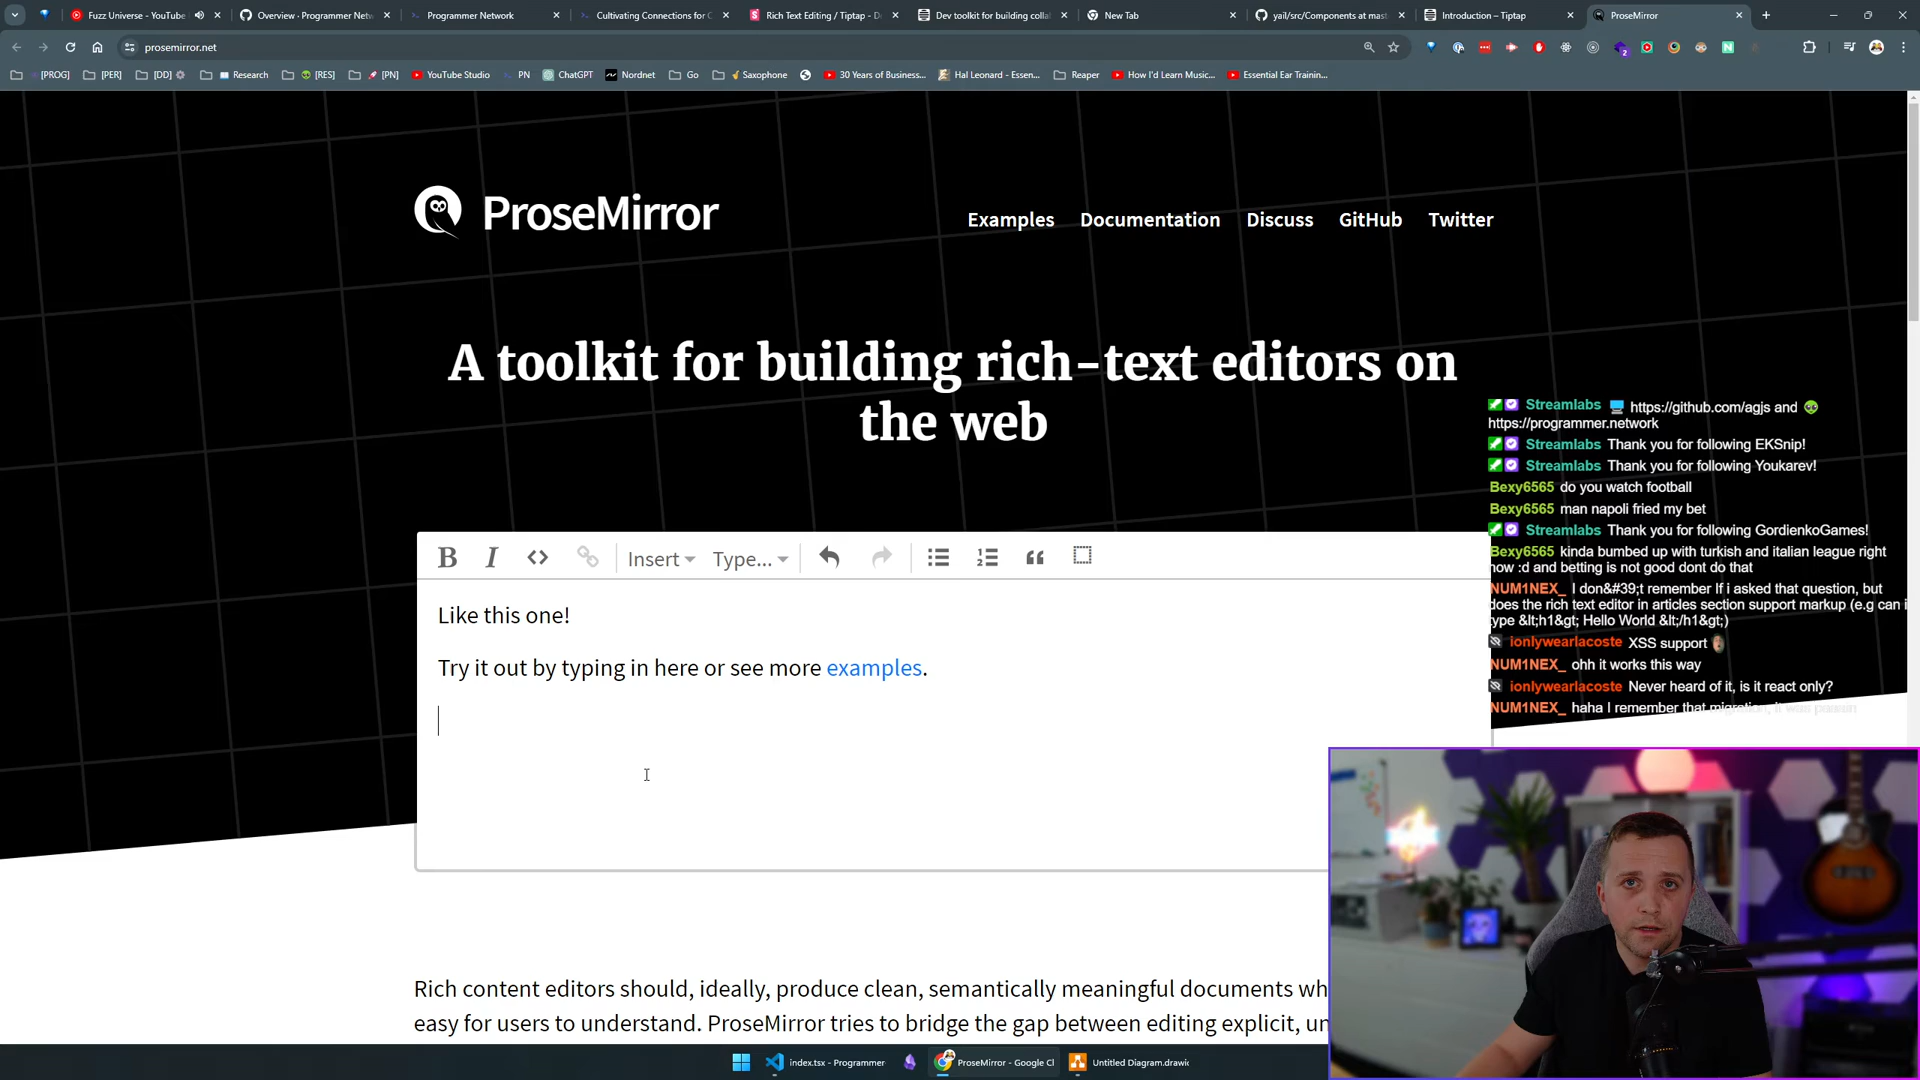 Fuzz Universe - YouTube
Overview · Programmer Netw
Programmer Network
Cultivating Connections for C
Rich Text Editing / Tiptap - D
Dev toolkit for building colla
New Tab
yail/src/Components at mast
Introduction – Tiptap
ProseMirror
prosemirror.net
[PROG]
[PER]
[DD]
Research
[RES]
[PN]
YouTube Studio
PN
ChatGPT
Nordnet
Go
Saxophone
30 Years of Business...
Hal Leonard - Essen...
Reaper
How I'd Learn Music...
Essential Ear Trainin...
ProseMirror
Examples Documentation Discuss GitHub Twitter
A toolkit for building rich-text editors on
the web
B I <> Insert Type...
Like this one!
Try it out by typing in here or see more examples.
Streamlabs https://github.com/agjs and
https://programmer.network
Streamlabs Thank you for following EKSnip!
Streamlabs Thank you for following Youkarev!
Bexy6565 do you watch football
Bexy6565 man napoli fried my bet
Streamlabs Thank you for following GordienkoGames!
Bexy6565 kinda bumbed up with turkish and italian league right
now :d and betting is not good dont do that
NUM1NEX_ I don&#39;t remember If i asked that question, but
does the rich text editor in articles section support markup (e.g can i
type &lt;h1&gt; Hello World &lt;/h1&gt;)
ionlywearlacoste XSS support
NUM1NEX_ ohh it works this way
ionlywearlacoste Never heard of it, is it react only?
NUM1NEX_ haha I remember that migration, it was paaaan
Rich content editors should, ideally, produce clean, semantically meaningful documents wh
easy for users to understand. ProseMirror tries to bridge the gap between editing explicit, un
index.tsx - Programmer
ProseMirror - Google Cl
Untitled Diagram.drawic